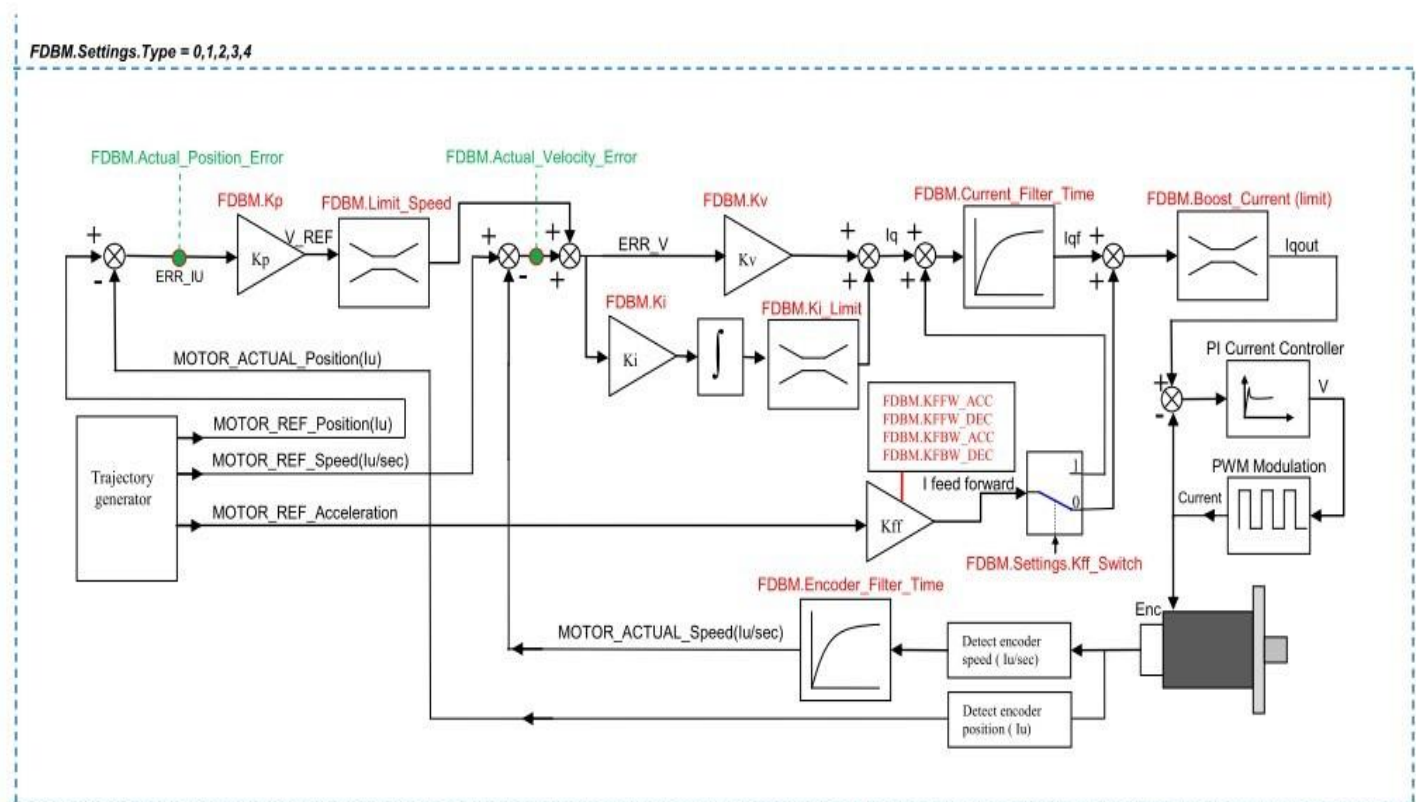 FDBM.Settings.Type = 0,1,2,3,4
FDBM.Actual_Position_Error
FDBM.Actual_Velocity_Error
FDBM.Kp
FDBM.Limit_Speed
FDBM.Kv
FDBM.Current_Filter_Time
FDBM.Boost_Current (limit)
+
-
ERR_IU
Kp
V_REF
+
-
+
+
ERR_V
Kv
+
+
Iq
+
+
Iqf
+
+
Iqout
FDBM.Ki
Ki
∫
FDBM.Ki_Limit
MOTOR_ACTUAL_Position(Iu)
PI Current Controller
+
-
V
FDBM.KFFW_ACC
FDBM.KFFW_DEC
FDBM.KFBW_ACC
FDBM.KFBW_DEC
Trajectory
generator
MOTOR_REF_Position(Iu)
MOTOR_REF_Speed(Iu/sec)
MOTOR_REF_Acceleration
I feed forward
Kff
1
0
PWM Modulation
Current
FDBM.Settings.Kff_Switch
FDBM.Encoder_Filter_Time
MOTOR_ACTUAL_Speed(Iu/sec)
Detect encoder
speed ( Iu/sec)
Enc
Detect encoder
position ( Iu)